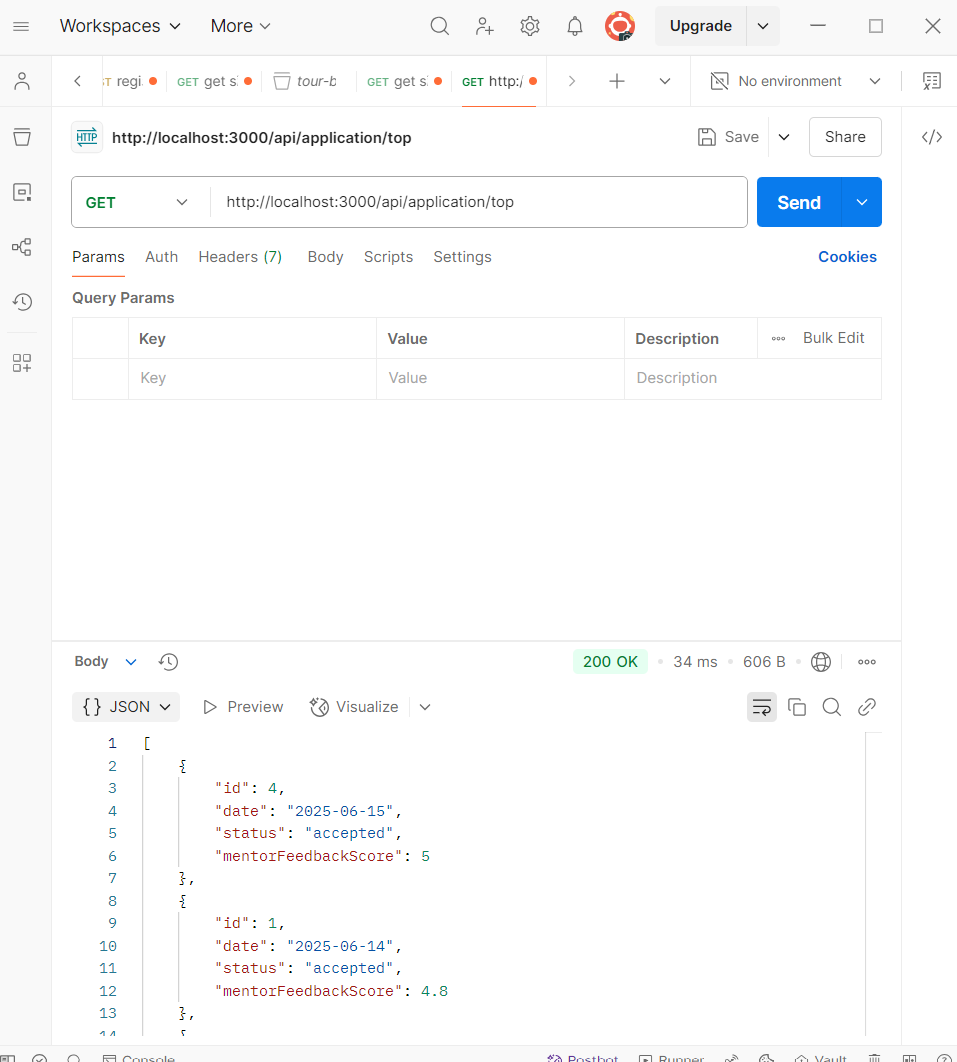 Workspaces More Upgrade
regi. GET get s. tour-b GET get s. GET http:/ No environment
HTTP http://localhost:3000/api/application/top Save Share
GET http://localhost:3000/api/application/top Send
Params Auth Headers (7) Body Scripts Settings Cookies
Query Params
Key Value Description Bulk Edit
Key Value Description
Body 200 OK 34 ms 606 B
{} JSON Preview Visualize
1 [
2 {
3 "id": 4,
4 "date": "2025-06-15",
5 "status": "accepted",
6 "mentorFeedbackScore": 5
7 },
8 {
9 "id": 1,
10 "date": "2025-06-14",
11 "status": "accepted",
12 "mentorFeedbackScore": 4.8
13 },
14 {
Console Postbot Runner Vault